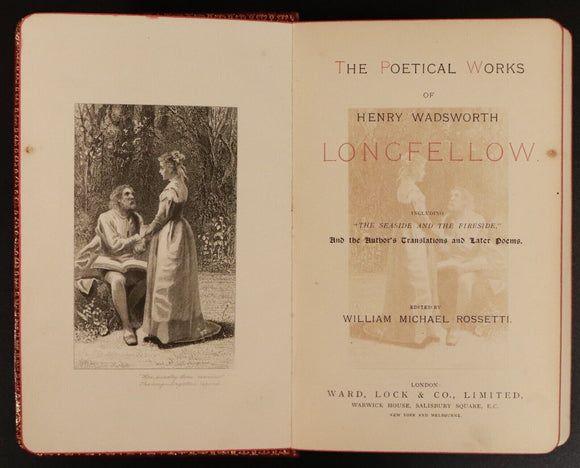 THE POETICAL WORKS
OF
HENRY WADSWORTH
LONGFELLOW.
INCLUDING
"THE SEASIDE AND THE FIRESIDE,"
And the Author's Translations and Later Poems.
EDITED BY
WILLIAM MICHAEL ROSSETTI.
LONDON:
WARD, LOCK & CO., LIMITED,
WARWICK HOUSE, SALISBURY SQUARE, E.C.
NEW YORK AND MELBOURNE.